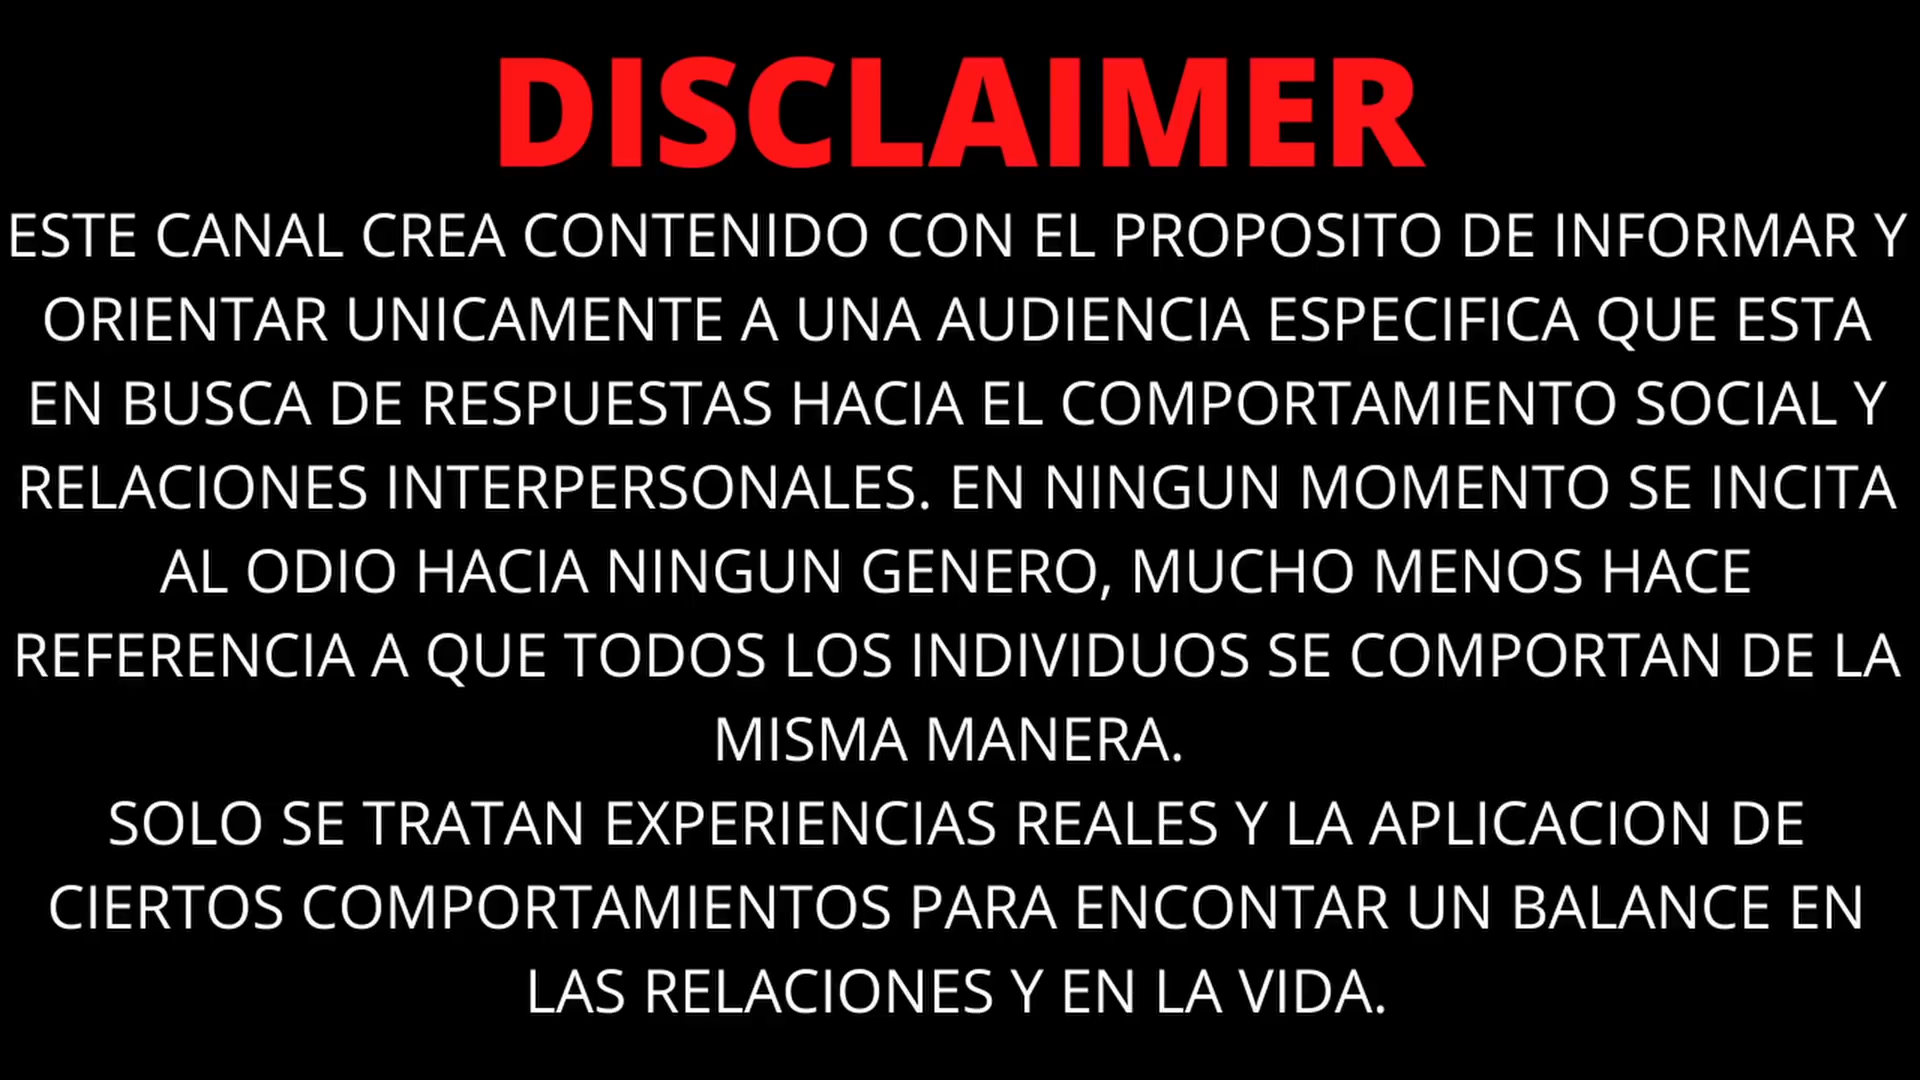 DISCLAIMER
ESTE CANAL CREA CONTENIDO CON EL PROPOSITO DE INFORMAR Y
ORIENTAR UNICAMENTE A UNA AUDIENCIA ESPECIFICA QUE ESTA
EN BUSCA DE RESPUESTAS HACIA EL COMPORTAMIENTO SOCIAL Y
RELACIONES INTERPERSONALES. EN NINGUN MOMENTO SE INCITA
AL ODIO HACIA NINGUN GENERO, MUCHO MENOS HACE
REFERENCIA A QUE TODOS LOS INDIVIDUOS SE COMPORTAN DE LA
MISMA MANERA.
SOLO SE TRATAN EXPERIENCIAS REALES Y LA APLICACION DE
CIERTOS COMPORTAMIENTOS PARA ENCONTAR UN BALANCE EN
LAS RELACIONES Y EN LA VIDA.